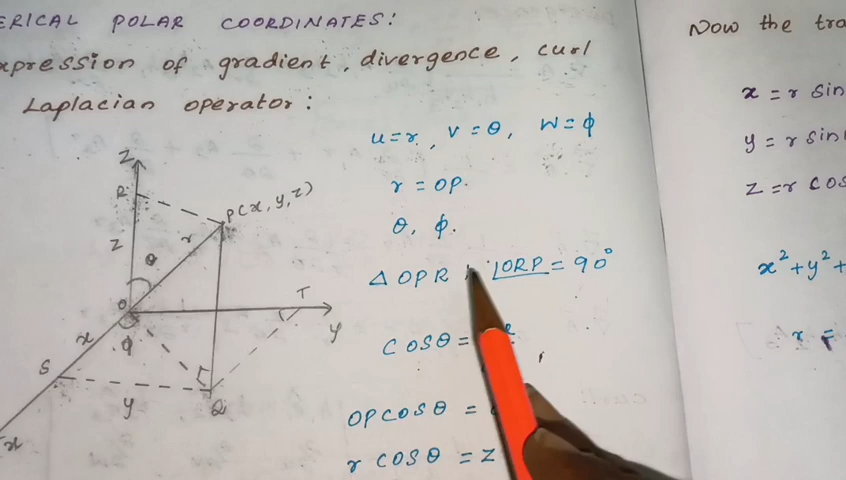 ERICAL POLAR COORDINATES:
xpression of gradient, divergence, curl
Laplacian operator:
u=r, v=θ, w=ϕ
r = OP.
θ, ϕ.
△ OPR, ∠ORP = 90°
cosθ =
OP cosθ =
r cosθ = z
Z
R
P(x,y,z)
z
r
θ
O
T
y
x
ϕ
S
y
Q
x
Now the tra
x = r sin
y = r sin
z = r cos
x²+y²+
r =